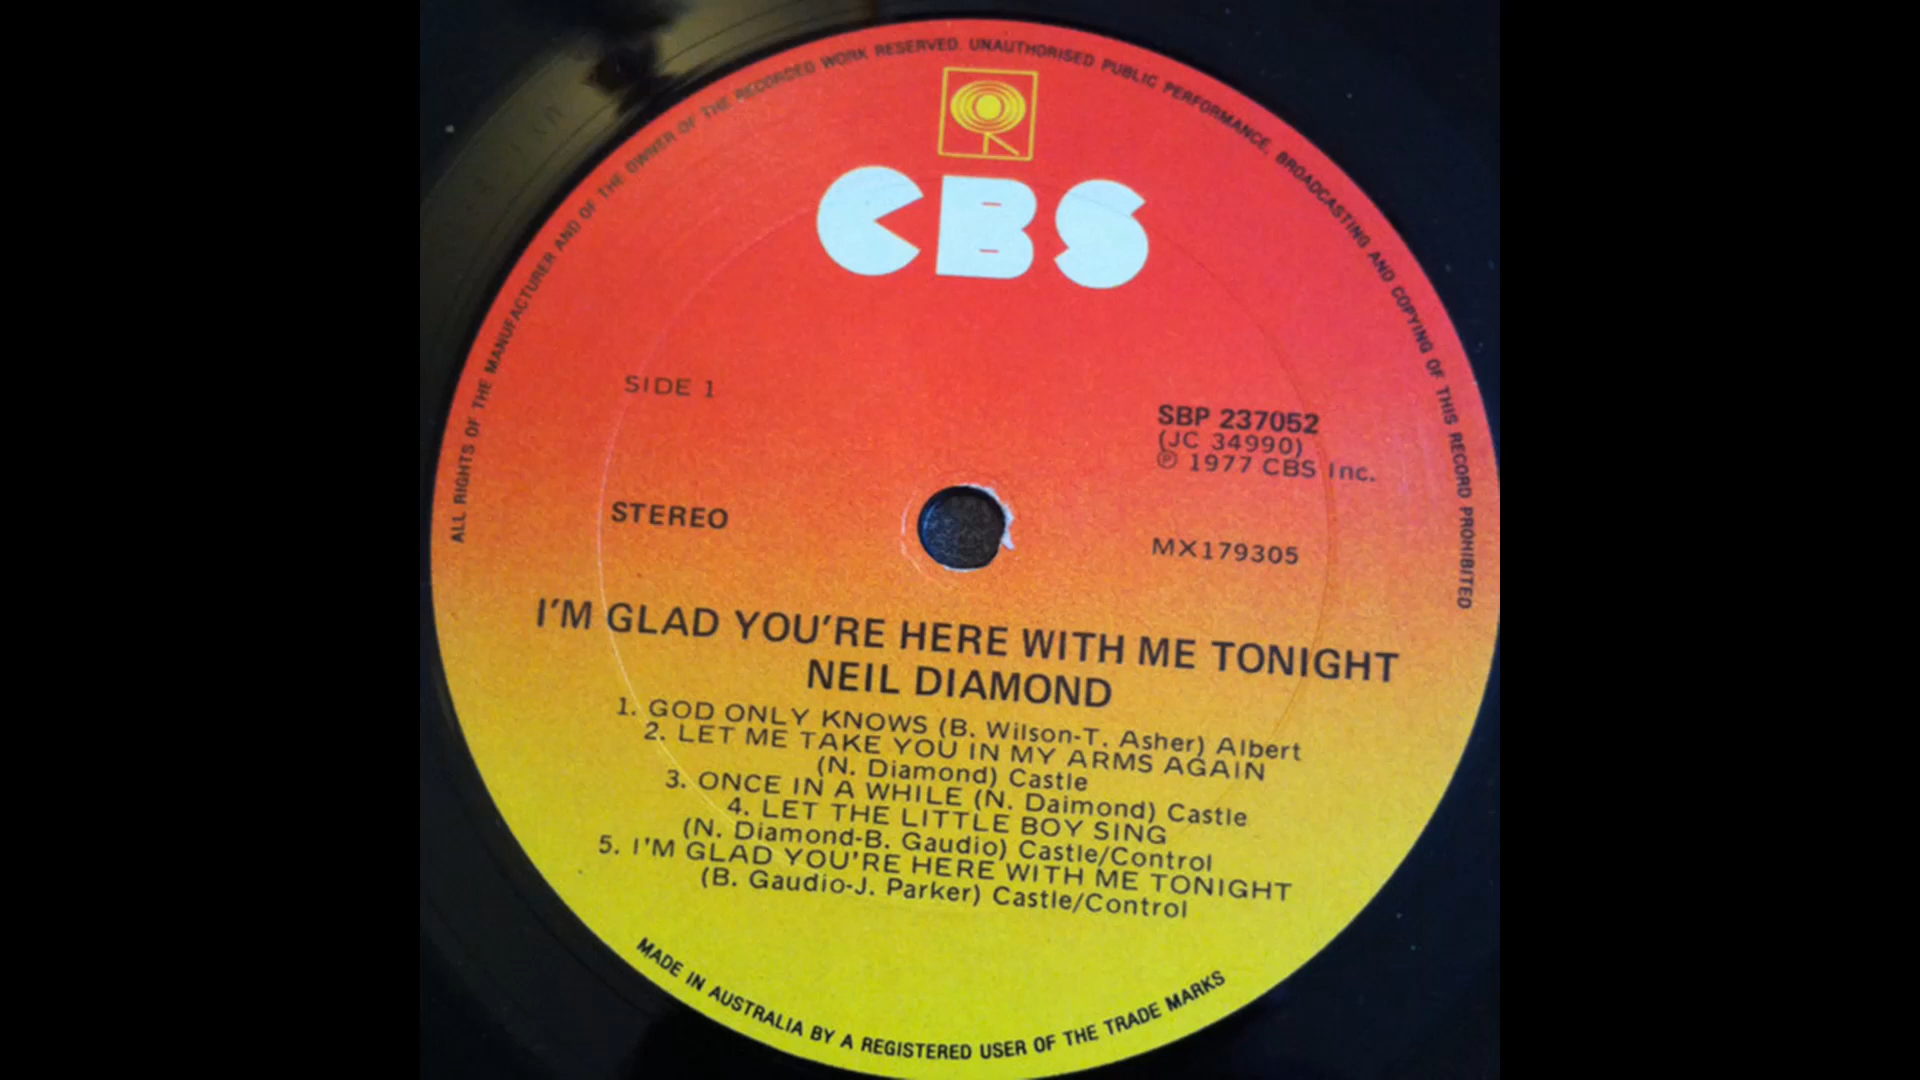 ALL RIGHTS OF THE MANUFACTURER AND OF THE OWNER OF THE RECORDED WORK RESERVED. UNAUTHORISED PUBLIC PERFORMANCE, BROADCASTING AND COPYING OF THIS RECORD PROHIBITED
CBS
SIDE 1
SBP 237052
(JC 34990)
℗ 1977 CBS Inc.
STEREO
MX179305
I'M GLAD YOU'RE HERE WITH ME TONIGHT
NEIL DIAMOND
1. GOD ONLY KNOWS (B. Wilson-T. Asher) Albert
2. LET ME TAKE YOU IN MY ARMS AGAIN
(N. Diamond) Castle
3. ONCE IN A WHILE (N. Daimond) Castle
4. LET THE LITTLE BOY SING
(N. Diamond-B. Gaudio) Castle/Control
5. I'M GLAD YOU'RE HERE WITH ME TONIGHT
(B. Gaudio-J. Parker) Castle/Control
MADE IN AUSTRALIA BY A REGISTERED USER OF THE TRADE MARKS